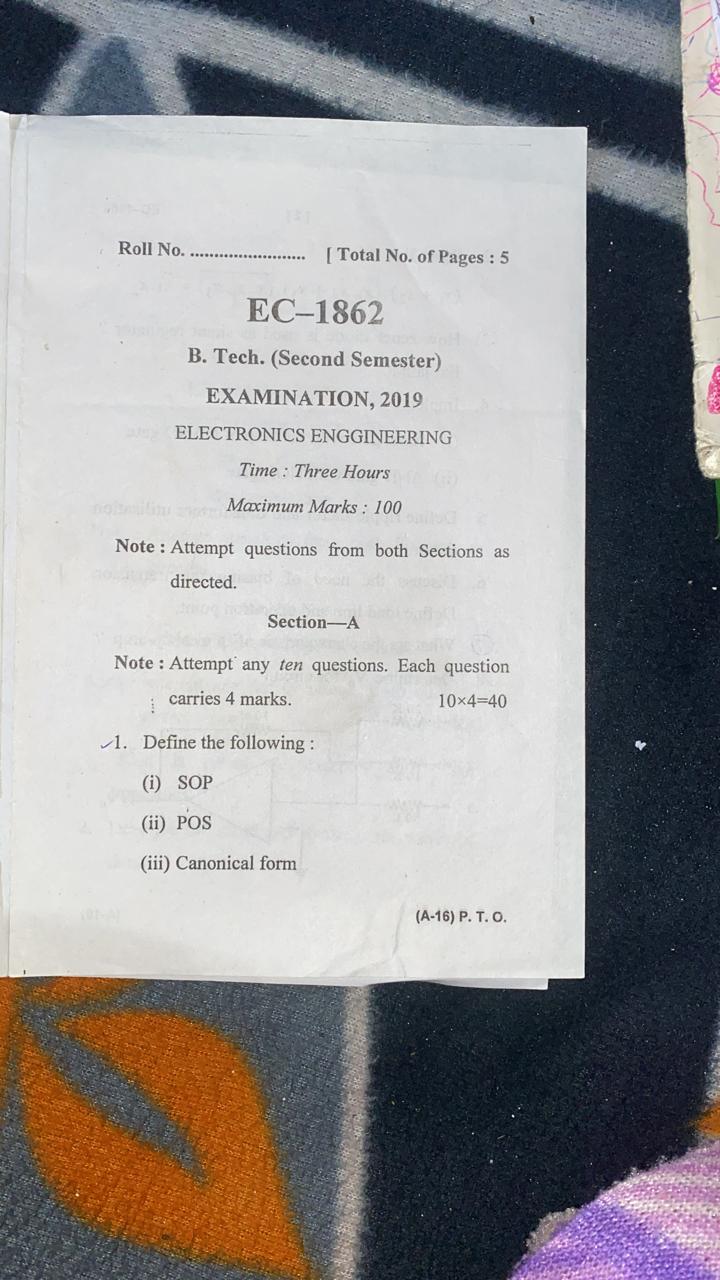 Roll No. ........................ [ Total No. of Pages : 5
EC–1862
B. Tech. (Second Semester)
EXAMINATION, 2019
ELECTRONICS ENGGINEERING
Time : Three Hours
Maximum Marks : 100
Note : Attempt questions from both Sections as
directed.
Section—A
Note : Attempt any ten questions. Each question
carries 4 marks. 10×4=40
1. Define the following :
(i) SOP
(ii) POS
(iii) Canonical form
(A-16) P. T. O.